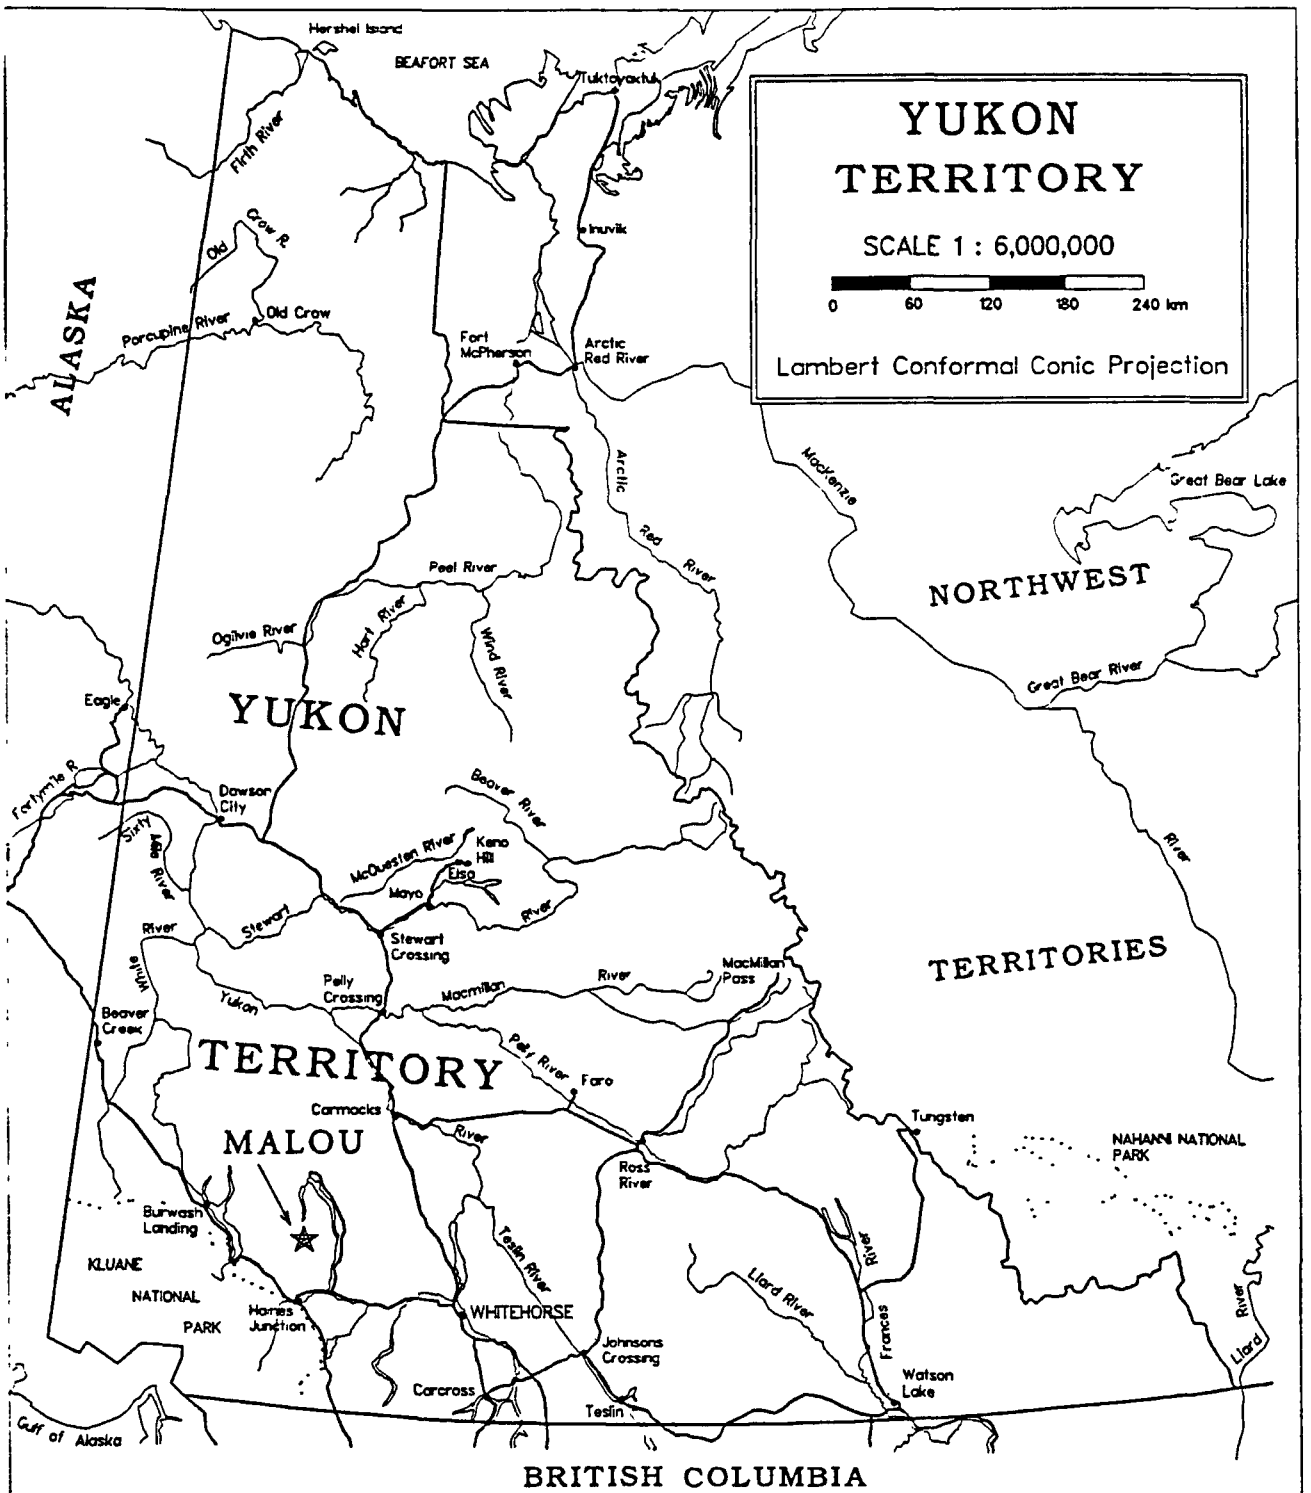 Hershel Island
BEAFORT SEA
Tuktoyaktuk
YUKON
TERRITORY
SCALE 1 : 6,000,000
0 60 120 180 240 km
Lambert Conformal Conic Projection
Firth River
Old Crow R.
Inuvik
ALASKA
Porcupine River
Old Crow
Fort
McPherson
Arctic
Red River
Arctic Red River
MacKenzie
Great Bear Lake
Peel River
NORTHWEST
Ogilvie River
Hart River
Wind River
Great Bear River
Eagle
YUKON
Fortymile R
Dawson
City
Beaver River
Sixty Mile River
McQuesten River
Keno
Hill
Elsa
Mayo
River
Stewart
River
River
Stewart
Crossing
TERRITORIES
White
Pelly
Crossing
Macmillan
River
MacMillan
Pass
Yukon
Beaver
Creek
TERRITORY
Pelly River
Faro
Carmacks
River
Tungsten
MALOU
NAHANNI NATIONAL
PARK
Ross
River
Burwash
Landing
Teslin River
River
KLUANE
NATIONAL
PARK
Liard River
Haines
Junction
WHITEHORSE
Frances
River
Liard
Johnsons
Crossing
Watson
Lake
Carcross
Teslin
Gulf of Alaska
BRITISH COLUMBIA